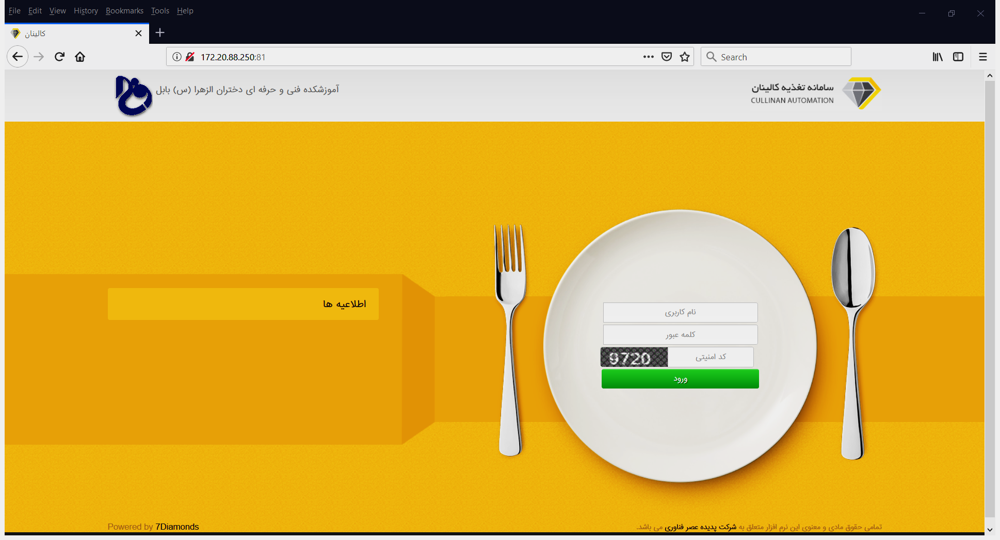 File Edit View History Bookmarks Tools Help
کالینان
172.20.88.250:81
Search
سامانه تغذیه کالینان
CULLINAN AUTOMATION
آموزشکده فنی و حرفه ای دختران الزهرا (س) بابل
اطلاعیه ها
نام کاربری
کلمه عبور
کد امنیتی
9720
ورود
تمامی حقوق مادی و معنوی این نرم افزار متعلق به شرکت پدیده عصر فناوری می باشد.
Powered by 7Diamonds